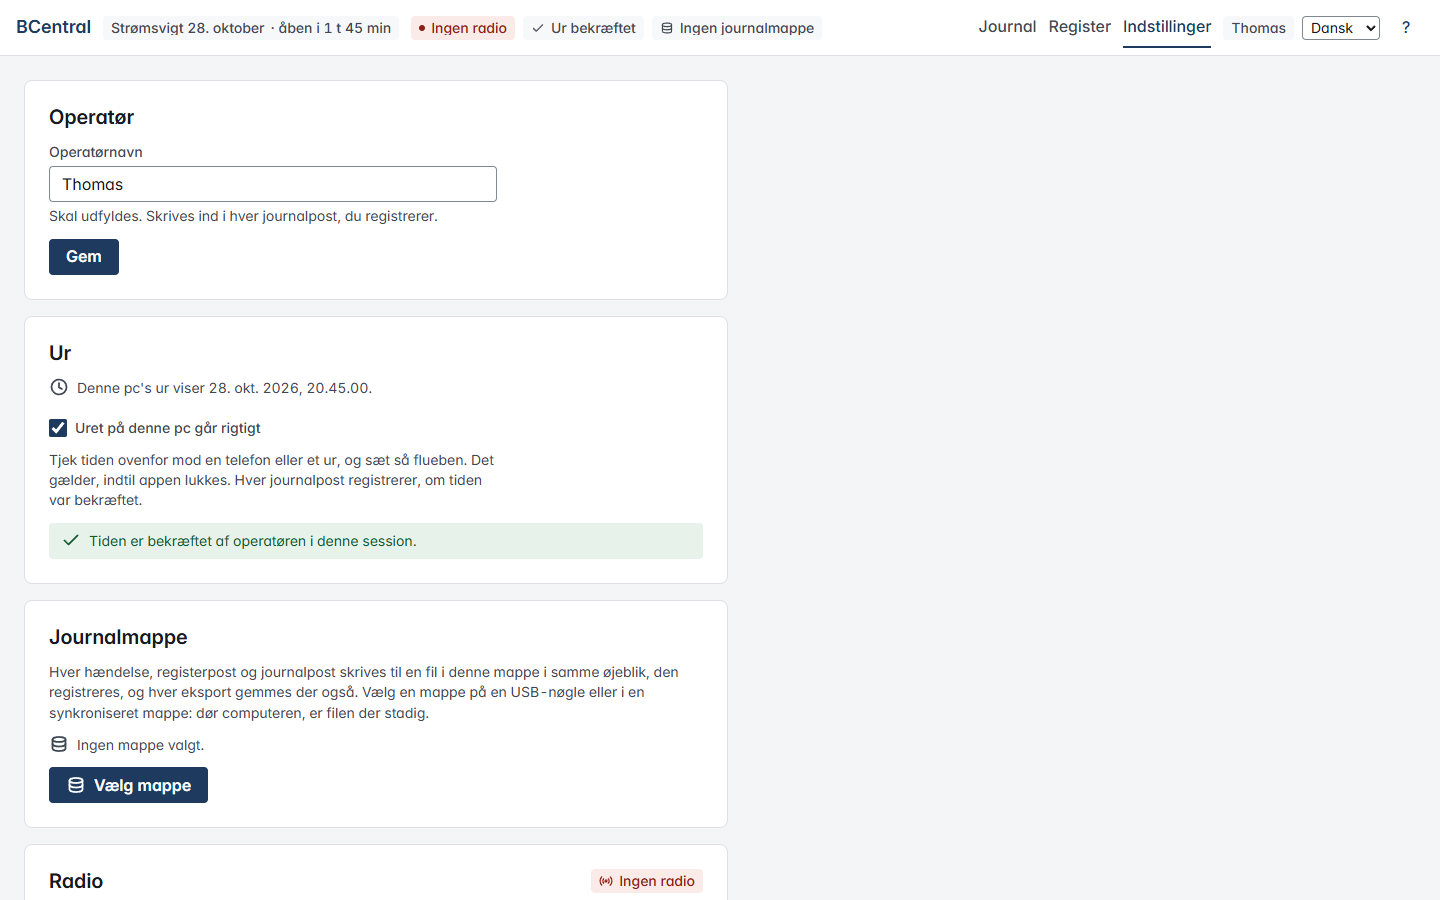 BCentral Strømsvigt 28. oktober · åben i 1 t 45 min Ingen radio Ur bekræftet Ingen journalmappe Journal Register Indstillinger Thomas Dansk ?
Operatør
Operatørnavn
Thomas
Skal udfyldes. Skrives ind i hver journalpost, du registrerer.
Gem
Ur
Denne pc's ur viser 28. okt. 2026, 20.45.00.
Uret på denne pc går rigtigt
Tjek tiden ovenfor mod en telefon eller et ur, og sæt så flueben. Det
gælder, indtil appen lukkes. Hver journalpost registrerer, om tiden
var bekræftet.
Tiden er bekræftet af operatøren i denne session.
Journalmappe
Hver hændelse, registerpost og journalpost skrives til en fil i denne mappe i samme øjeblik, den
registreres, og hver eksport gemmes der også. Vælg en mappe på en USB-nøgle eller i en
synkroniseret mappe: dør computeren, er filen der stadig.
Ingen mappe valgt.
Vælg mappe
Radio Ingen radio